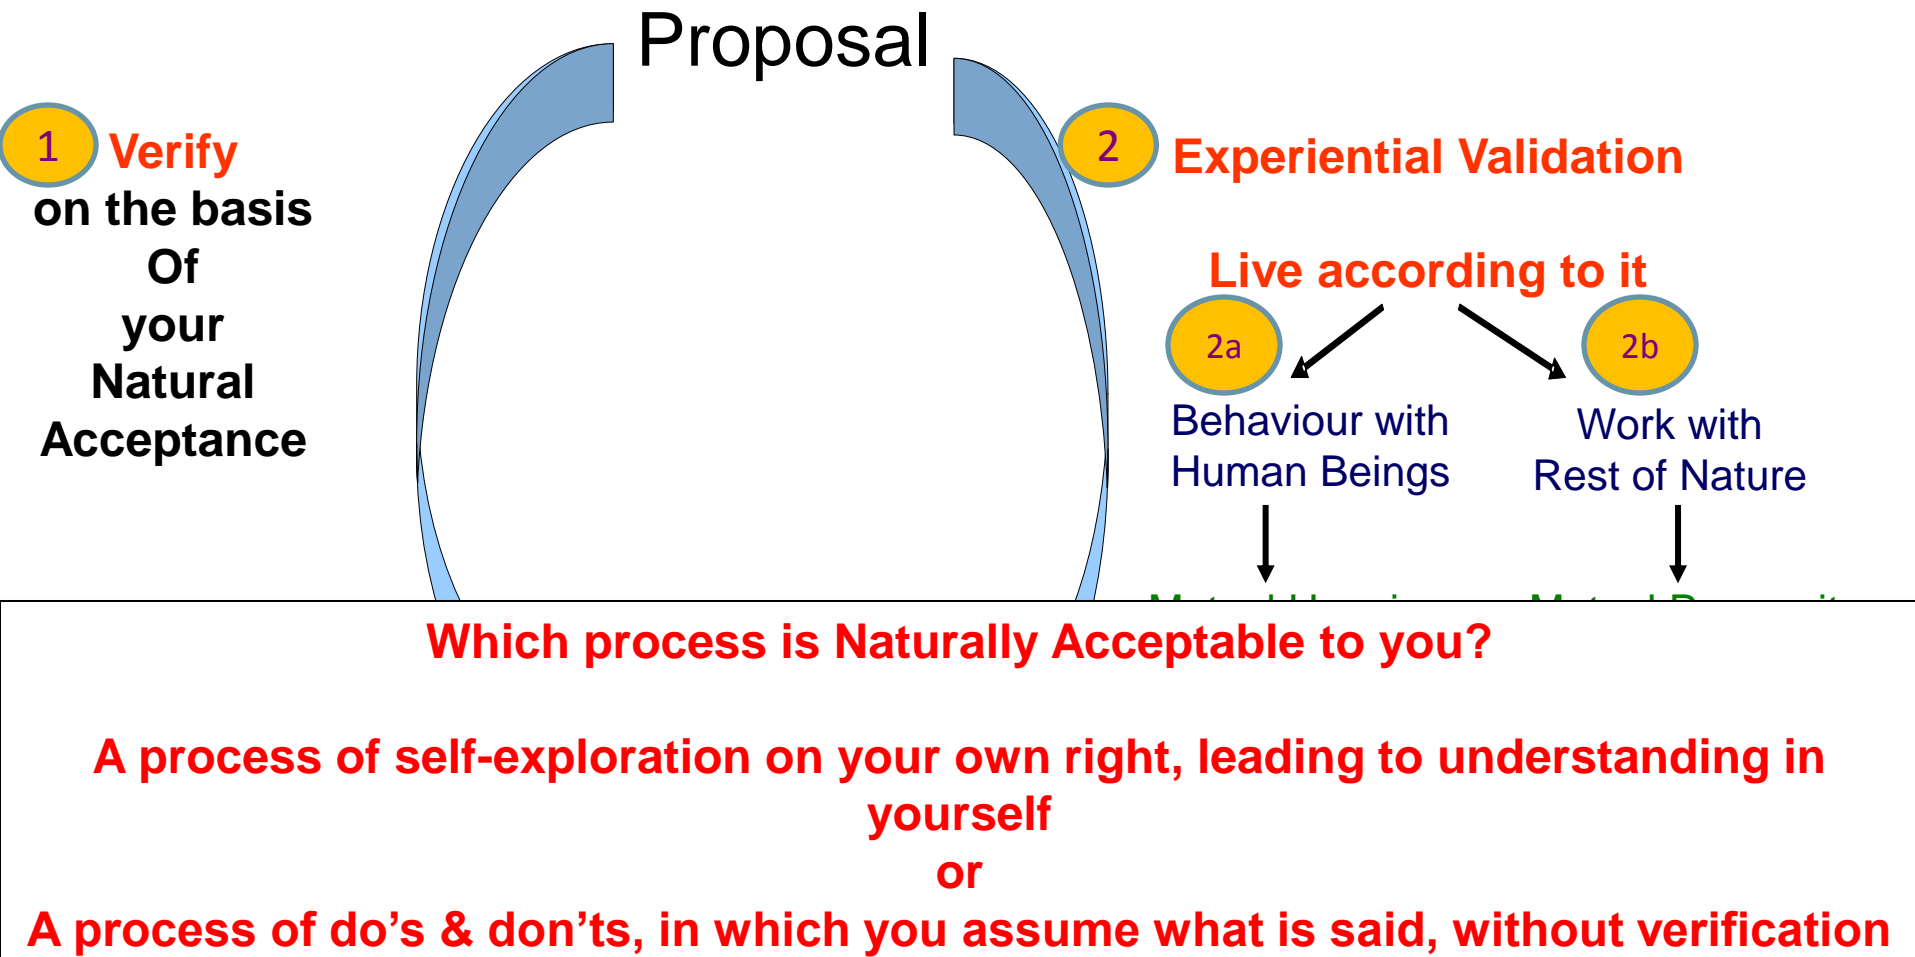 Proposal
1
Verify
on the basis
Of
your
Natural
Acceptance
2
Experiential Validation
Live according to it
2a
2b
Behaviour with
Human Beings
Work with
Rest of Nature
Which process is Naturally Acceptable to you?
A process of self-exploration on your own right, leading to understanding in
yourself
or
A process of do’s & don’ts, in which you assume what is said, without verification